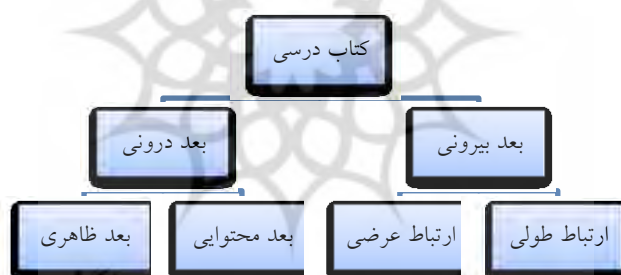 کتاب درسی
بعد بیرونی
بعد درونی
ارتباط طولی
ارتباط عرضی
بعد محتوایی
بعد ظاهری